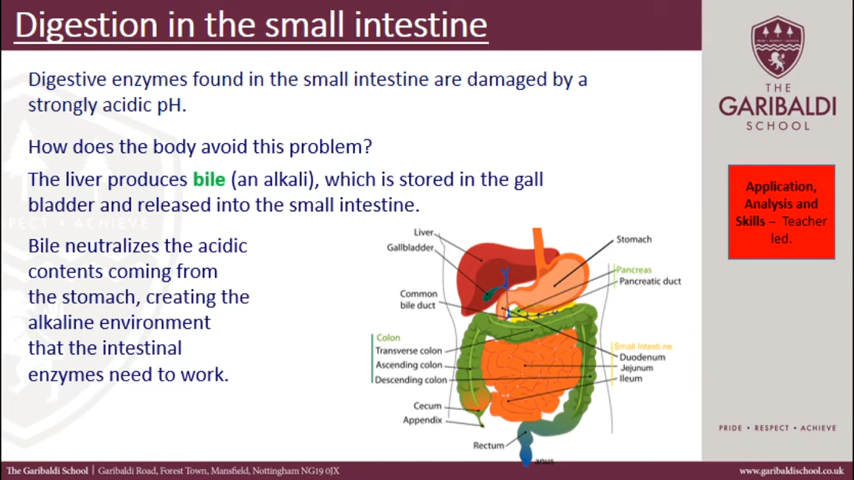 Digestion in the small intestine
Digestive enzymes found in the small intestine are damaged by a
strongly acidic pH.
How does the body avoid this problem?
The liver produces bile (an alkali), which is stored in the gall
bladder and released into the small intestine.
Bile neutralizes the acidic
contents coming from
the stomach, creating the
alkaline environment
that the intestinal
enzymes need to work.
Liver
Gallbladder
Common
bile duct
Colon
Transverse colon
Ascending colon
Descending colon
Cecum
Appendix
Rectum
anus
Stomach
Pancreas
Pancreatic duct
Small Intesti ne
Duodenum
Jejunum
Ileum
THE
GARIBALDI
SCHOOL
Application,
Analysis and
Skills – Teacher
led.
PRIDE • RESPECT • ACHIEVE
The Garibaldi School | Garibaldi Road, Forest Town, Mansfield, Nottingham NG19 0JX
www.garibaldischool.co.uk